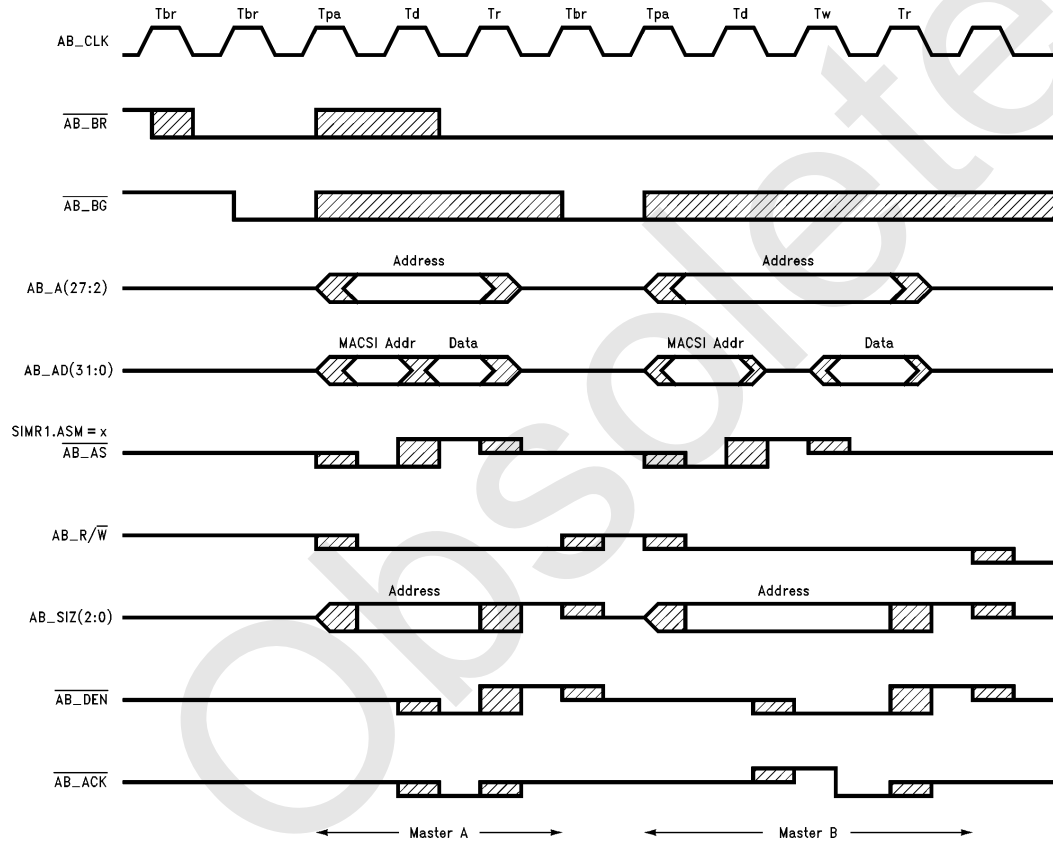 Tbr Tbr Tpa Td Tr Tbr Tpa Td Tw Tr
AB_CLK
AB_BR
AB_BG
Address Address
AB_A(27:2)
MACSI Addr Data MACSI Addr Data
AB_AD(31:0)
SIMR1.ASM = x
AB_AS
AB_R/W
Address Address
AB_SIZ(2:0)
AB_DEN
AB_ACK
Master A Master B
Obsolete